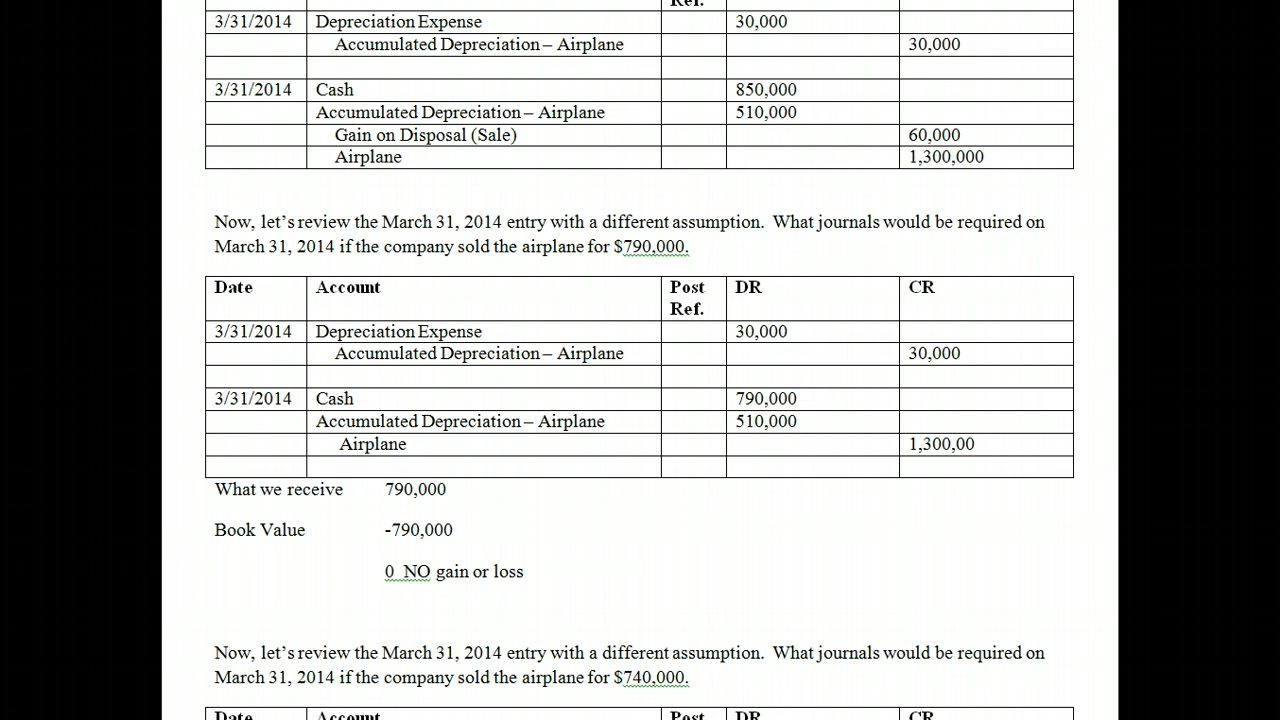 Ref.
3/31/2014 Depreciation Expense 30,000
Accumulated Depreciation – Airplane 30,000
3/31/2014 Cash 850,000
Accumulated Depreciation – Airplane 510,000
Gain on Disposal (Sale) 60,000
Airplane 1,300,000
Now, let’s review the March 31, 2014 entry with a different assumption. What journals would be required on
March 31, 2014 if the company sold the airplane for $790,000.
Date Account Post DR CR
Ref.
3/31/2014 Depreciation Expense 30,000
Accumulated Depreciation – Airplane 30,000
3/31/2014 Cash 790,000
Accumulated Depreciation – Airplane 510,000
Airplane 1,300,00
What we receive 790,000
Book Value -790,000
0 NO gain or loss
Now, let’s review the March 31, 2014 entry with a different assumption. What journals would be required on
March 31, 2014 if the company sold the airplane for $740,000.
Date Account Post DR CR